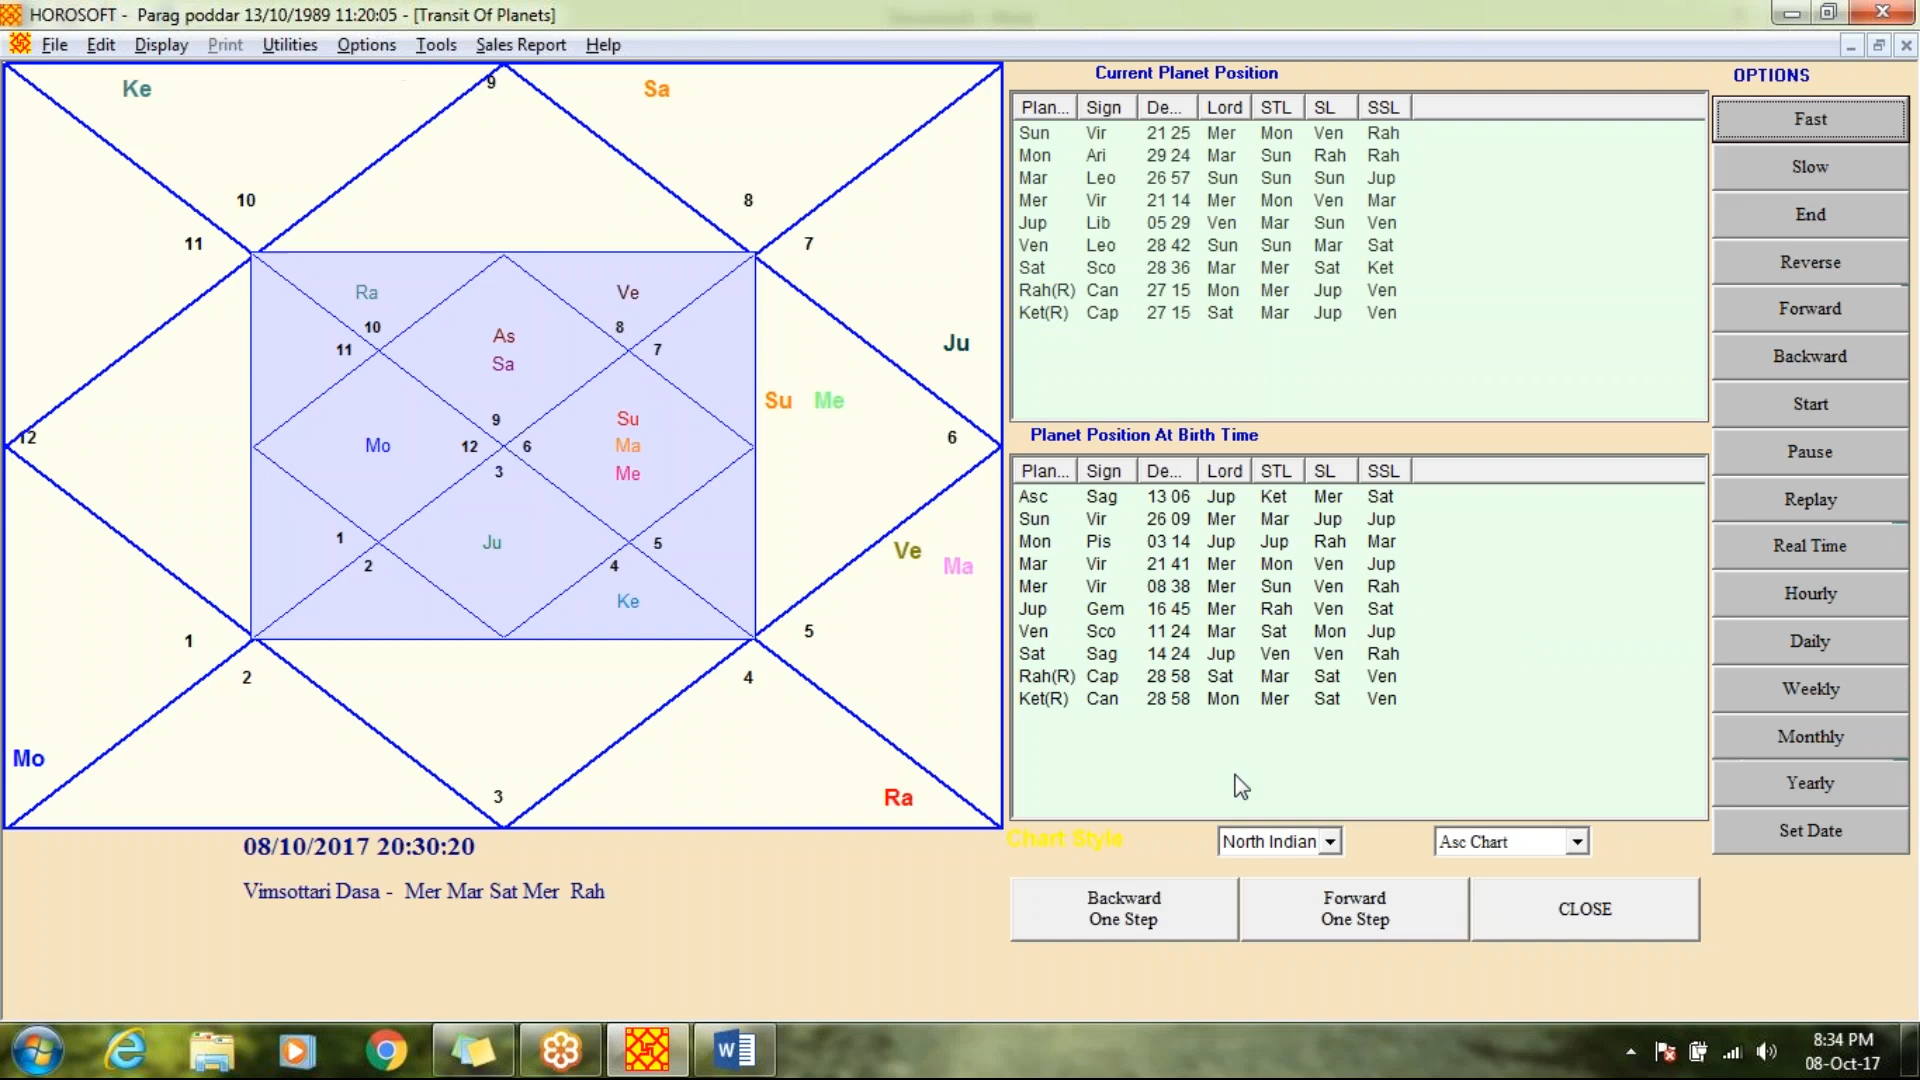 HOROSOFT - Parag poddar 13/10/1989 11:20:05 - [Transit Of Planets]
File Edit Display Print Utilities Options Tools Sales Report Help
Ke
9
Sa
10
8
11
7
Ju
Su Me
12
6
Ve
Ma
1
5
2
4
Mo
3
Ra
Ra
Ve
10
As
8
11
7
Sa
9
Su
Mo
12
6
Ma
3
Me
1
Ju
5
2
4
Ke
08/10/2017 20:30:20
Vimsottari Dasa - Mer Mar Sat Mer Rah
Current Planet Position
Plan... Sign De... Lord STL SL SSL
Sun Vir 21 25 Mer Mon Ven Rah
Mon Ari 29 24 Mar Sun Rah Rah
Mar Leo 26 57 Sun Sun Sun Jup
Mer Vir 21 14 Mer Mon Ven Mar
Jup Lib 05 29 Ven Mar Sun Ven
Ven Leo 28 42 Sun Sun Mar Sat
Sat Sco 28 36 Mar Mer Sat Ket
Rah(R) Can 27 15 Mon Mer Jup Ven
Ket(R) Cap 27 15 Sat Mar Jup Ven
Planet Position At Birth Time
Plan... Sign De... Lord STL SL SSL
Asc Sag 13 06 Jup Ket Mer Sat
Sun Vir 26 09 Mer Mar Jup Jup
Mon Pis 03 14 Jup Jup Rah Mar
Mar Vir 21 41 Mer Mon Ven Jup
Mer Vir 08 38 Mer Sun Ven Rah
Jup Gem 16 45 Mer Rah Ven Sat
Ven Sco 11 24 Mar Sat Mon Jup
Sat Sag 14 24 Jup Ven Ven Rah
Rah(R) Cap 28 58 Sat Mar Sat Ven
Ket(R) Can 28 58 Mon Mer Sat Ven
Chart Style North Indian Asc Chart
Backward
One Step
Forward
One Step
CLOSE
OPTIONS
Fast
Slow
End
Reverse
Forward
Backward
Start
Pause
Replay
Real Time
Hourly
Daily
Weekly
Monthly
Yearly
Set Date
8:34 PM
08-Oct-17